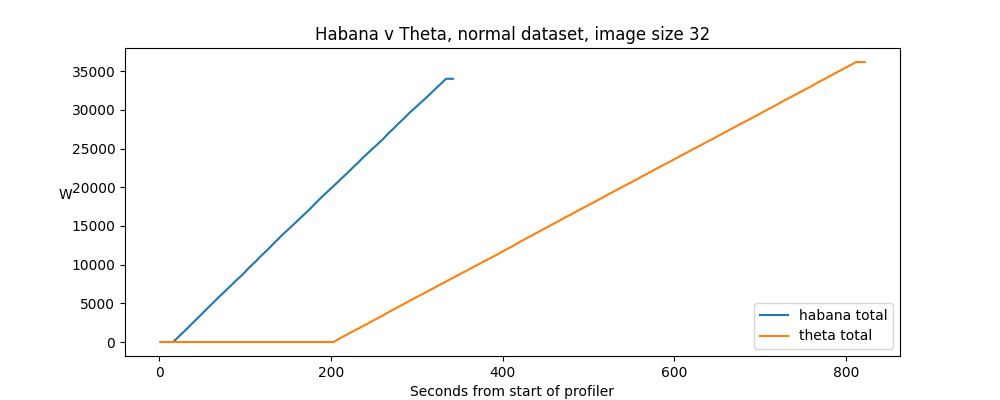 Habana v Theta, normal dataset, image size 32
35000
30000
25000
20000
15000
10000
5000
0
W
0 200 400 600 800
Seconds from start of profiler
habana total
theta total